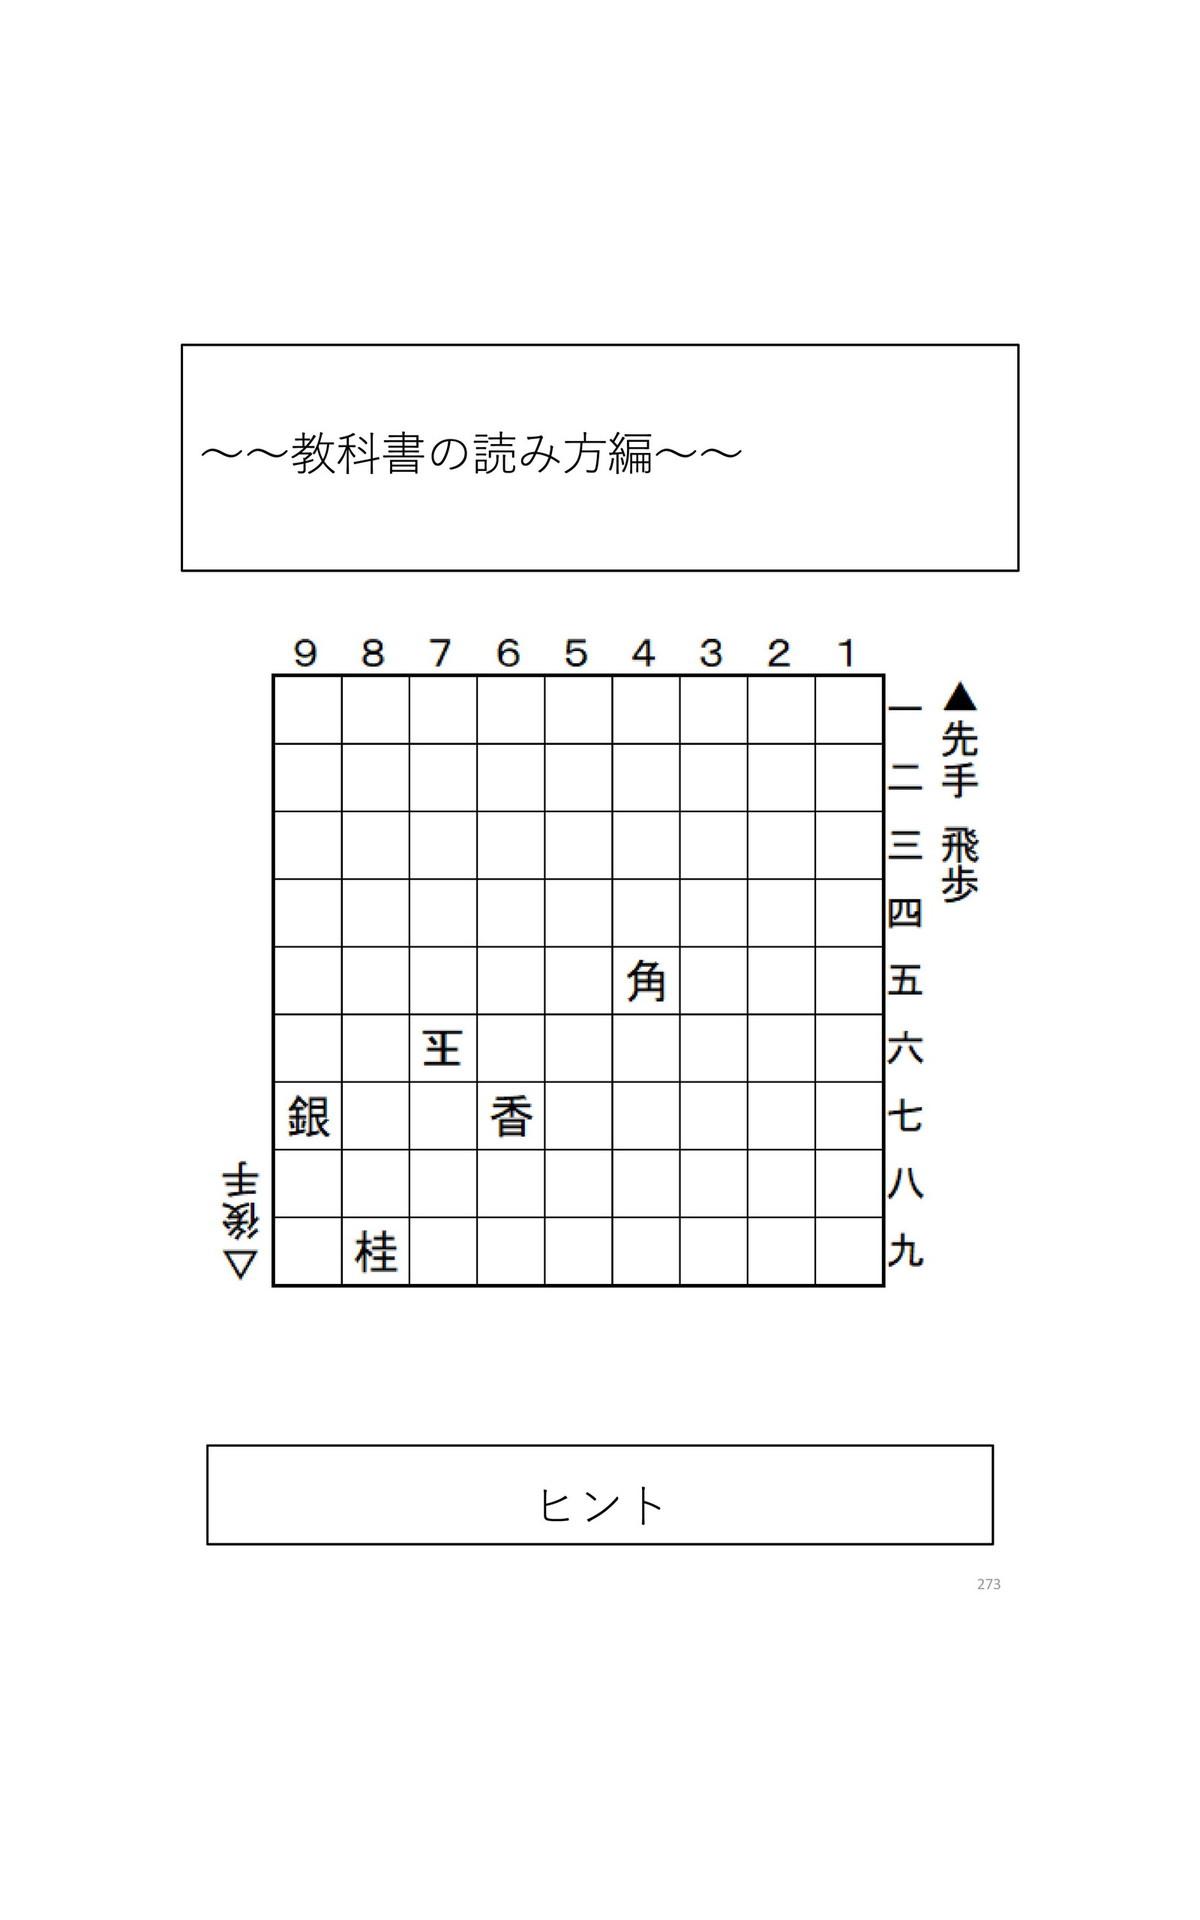 ～～教科書の読み方編～～
9 8 7 6 5 4 3 2 1
一
二
三
四
角 五
王 六
銀 香 七
八
桂 九
▲先手 飛歩
△後手
ヒント
273